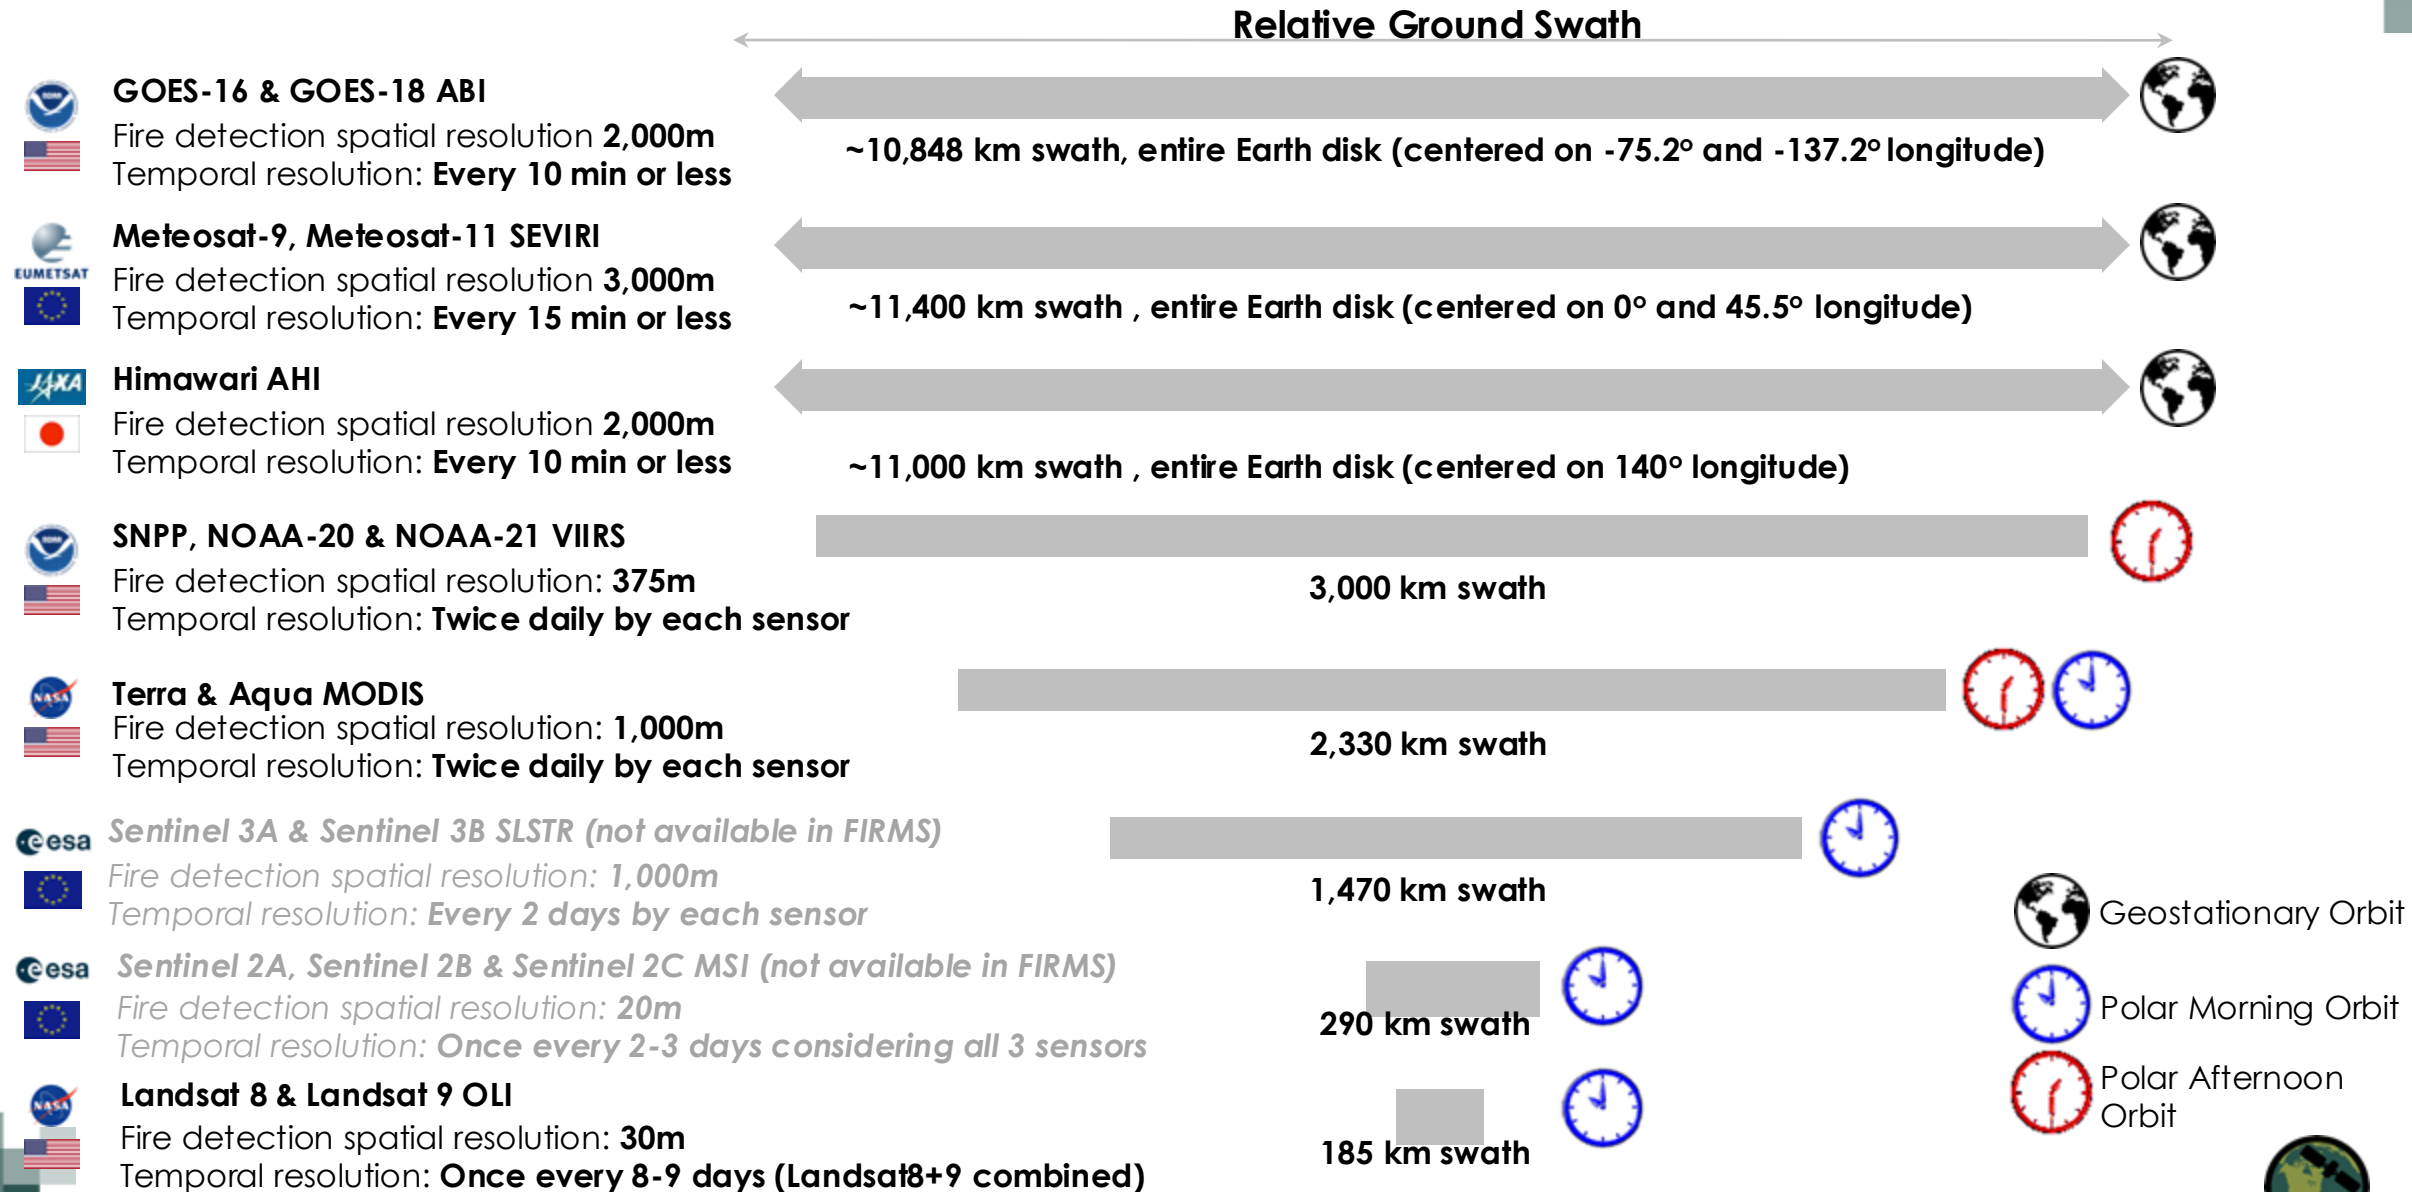 Relative Ground Swath
NOAA
GOES-16 & GOES-18 ABI
Fire detection spatial resolution 2,000m
Temporal resolution: Every 10 min or less
~10,848 km swath, entire Earth disk (centered on -75.2º and -137.2º longitude)
EUMETSAT
Meteosat-9, Meteosat-11 SEVIRI
Fire detection spatial resolution 3,000m
Temporal resolution: Every 15 min or less
~11,400 km swath , entire Earth disk (centered on 0º and 45.5º longitude)
JAXA
Himawari AHI
Fire detection spatial resolution 2,000m
Temporal resolution: Every 10 min or less
~11,000 km swath , entire Earth disk (centered on 140º longitude)
NOAA
SNPP, NOAA-20 & NOAA-21 VIIRS
Fire detection spatial resolution: 375m
Temporal resolution: Twice daily by each sensor
3,000 km swath
NASA
Terra & Aqua MODIS
Fire detection spatial resolution: 1,000m
Temporal resolution: Twice daily by each sensor
2,330 km swath
esa
Sentinel 3A & Sentinel 3B SLSTR (not available in FIRMS)
Fire detection spatial resolution: 1,000m
Temporal resolution: Every 2 days by each sensor
1,470 km swath
esa
Sentinel 2A, Sentinel 2B & Sentinel 2C MSI (not available in FIRMS)
Fire detection spatial resolution: 20m
Temporal resolution: Once every 2-3 days considering all 3 sensors
290 km swath
NASA
Landsat 8 & Landsat 9 OLI
Fire detection spatial resolution: 30m
Temporal resolution: Once every 8-9 days (Landsat8+9 combined)
185 km swath
Geostationary Orbit
Polar Morning Orbit
Polar Afternoon
Orbit